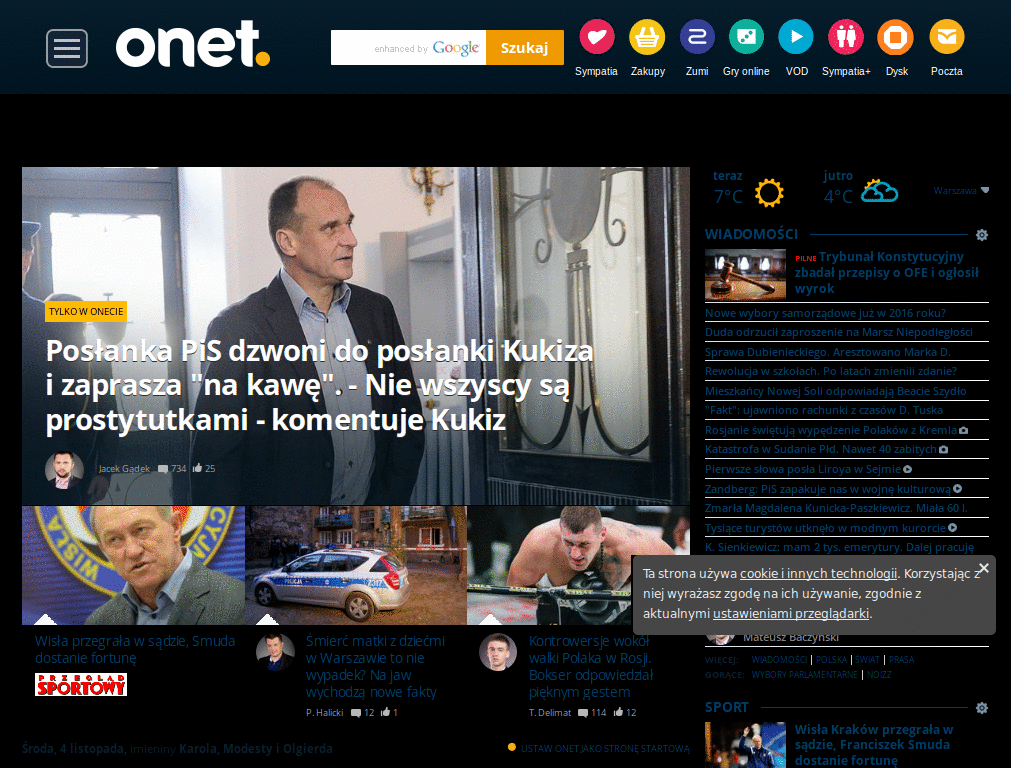 onet.
enhanced by Google
Szukaj
Sympatia
Zakupy
Zumi
Gry online
VOD
Sympatia+
Dysk
Poczta
TYLKO W ONECIE
Posłanka PiS dzwoni do posłanki Kukiza
i zaprasza "na kawę". - Nie wszyscy są
prostytutkami - komentuje Kukiz
Jacek Gądek 734 25
Wisła przegrała w sądzie, Smuda
dostanie fortunę
PRZEGLĄD
SPORTOWY
POLICJA
Śmierć matki z dziećmi
w Warszawie to nie
wypadek? Na jaw
wychodzą nowe fakty
P. Halicki 12 1
Kontrowersje wokół
walki Polaka w Rosji.
Bokser odpowiedział
pięknym gestem
T. Delimat 114 12
Środa, 4 listopada, imieniny Karola, Modesty i Olgierda
USTAW ONET JAKO STRONĘ STARTOWĄ
teraz
7°C
jutro
4°C
Warszawa
WIADOMOŚCI
PILNE Trybunał Konstytucyjny
zbadał przepisy o OFE i ogłosił
wyrok
Nowe wybory samorządowe już w 2016 roku?
Duda odrzucił zaproszenie na Marsz Niepodległości
Sprawa Dubienieckiego. Aresztowano Marka D.
Rewolucja w szkołach. Po latach zmienili zdanie?
Mieszkańcy Nowej Soli odpowiadają Beacie Szydło
"Fakt": ujawniono rachunki z czasów D. Tuska
Rosjanie świętują wypędzenie Polaków z Kremla
Katastrofa w Sudanie Płd. Nawet 40 zabitych
Pierwsze słowa posła Liroya w Sejmie
Zandberg: PiS zapakuje nas w wojnę kulturową
Zmarła Magdalena Kunicka-Paszkiewicz. Miała 60 l.
Tysiące turystów utknęło w modnym kurorcie
K. Sienkiewicz: mam 2 tys. emerytury. Dalej pracuję
Ta strona używa cookie i innych technologii. Korzystając z
niej wyrażasz zgodę na ich używanie, zgodnie z
aktualnymi ustawieniami przeglądarki.
Mateusz Baczyński
WIĘCEJ: WIADOMOŚCI | POLSKA | ŚWIAT | PRASA
GORĄCE: WYBORY PARLAMENTARNE | NOIZZ
SPORT
Wisła Kraków przegrała w
sądzie, Franciszek Smuda
dostanie fortunę